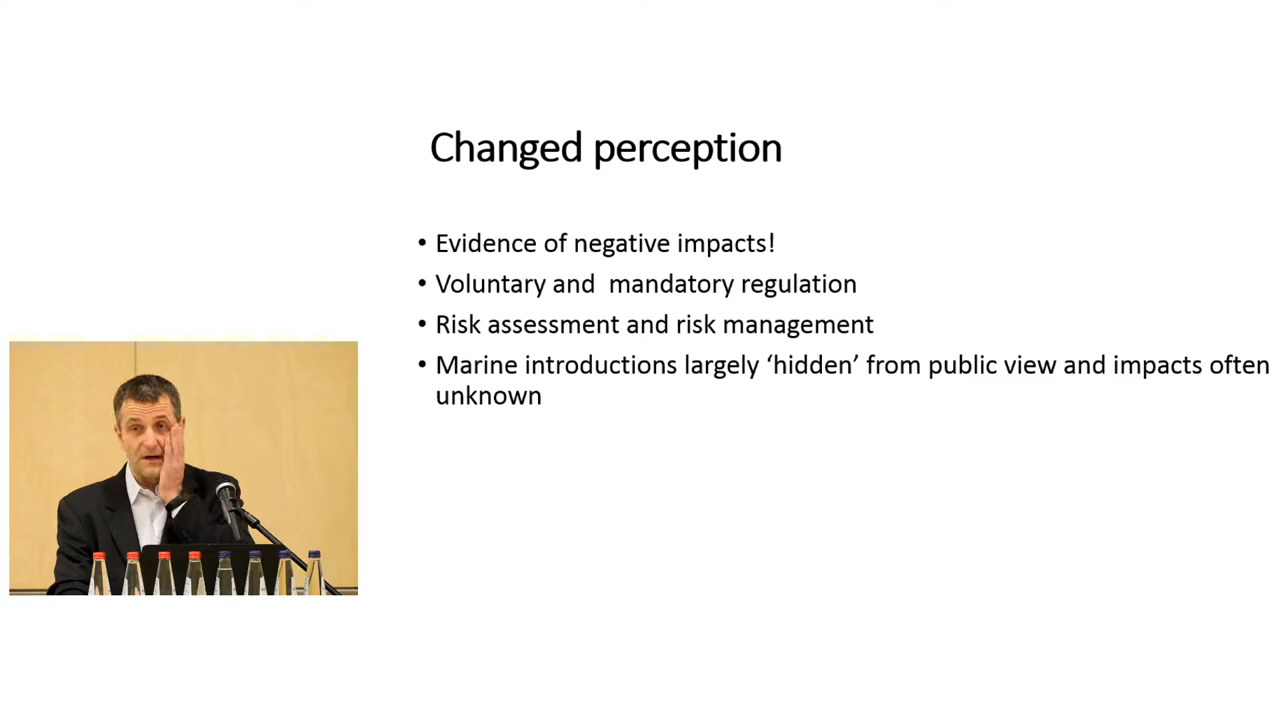 Changed perception
• Evidence of negative impacts!
• Voluntary and  mandatory regulation
• Risk assessment and risk management
• Marine introductions largely ‘hidden’ from public view and impacts often
unknown